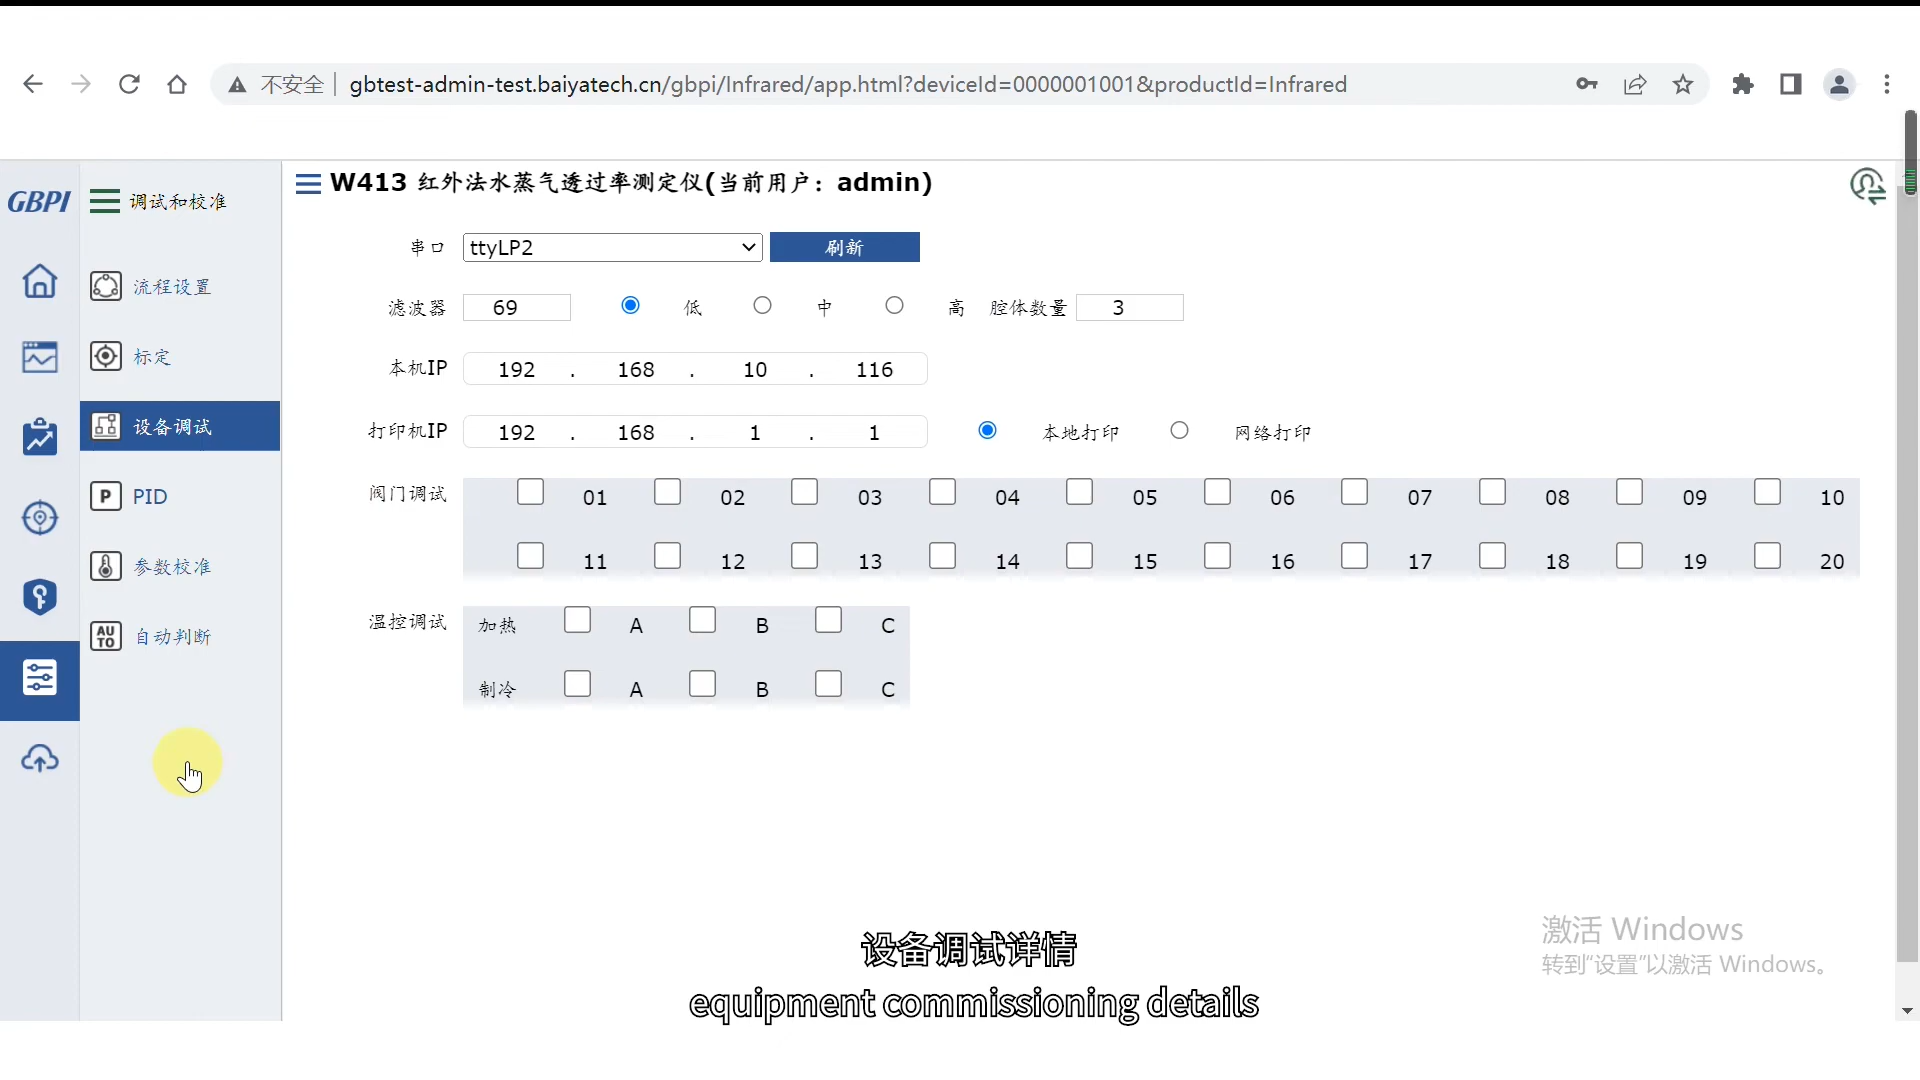 不安全 gbtest-admin-test.baiyatech.cn/gbpi/Infrared/app.html?deviceId=0000001001&productId=Infrared
GBPI
调试和校准
流程设置
标定
设备调试
P PID
参数校准
AUTO 自动判断
W413 红外法水蒸气透过率测定仪(当前用户：admin)
串口 ttyLP2 刷新
滤波器 69 低 中 高 腔体数量 3
本机IP 192 . 168 . 10 . 116
打印机IP 192 . 168 . 1 . 1 本地打印 网络打印
阀门调试 01 02 03 04 05 06 07 08 09 10
11 12 13 14 15 16 17 18 19 20
温控调试 加热 A B C
制冷 A B C
激活 Windows
转到“设置”以激活 Windows。
设备调试详情
equipment commissioning details